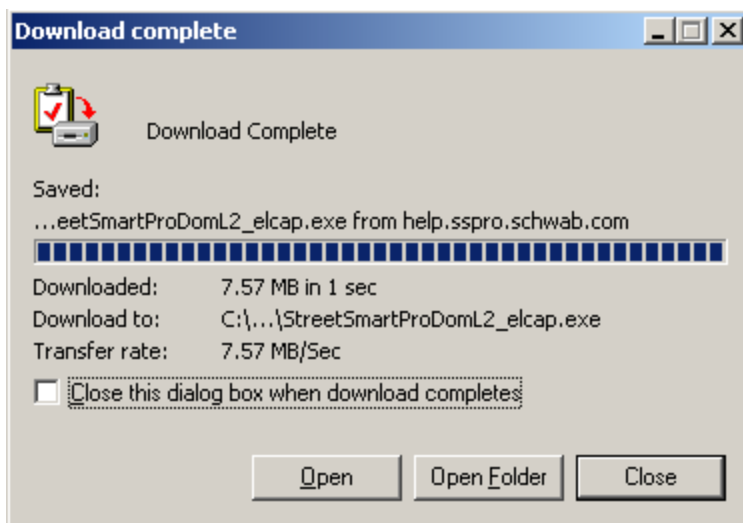 Download complete
Download Complete
Saved:
...eetSmartProDomL2_elcap.exe from help.sspro.schwab.com
Downloaded: 7.57 MB in 1 sec
Download to: C:\...\StreetSmartProDomL2_elcap.exe
Transfer rate: 7.57 MB/Sec
Close this dialog box when download completes
Open Open Folder Close